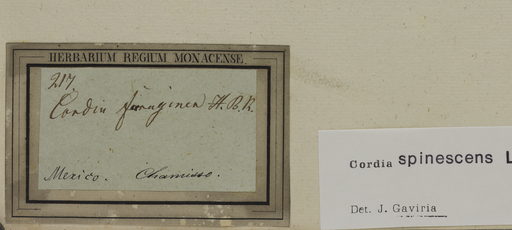 HERBARIUM REGIUM MONACENSE.
217
Cordia ferruginea H.B.K.
Mexico. Chamisso.
Cordia spinescens L
Det. J. Gaviria